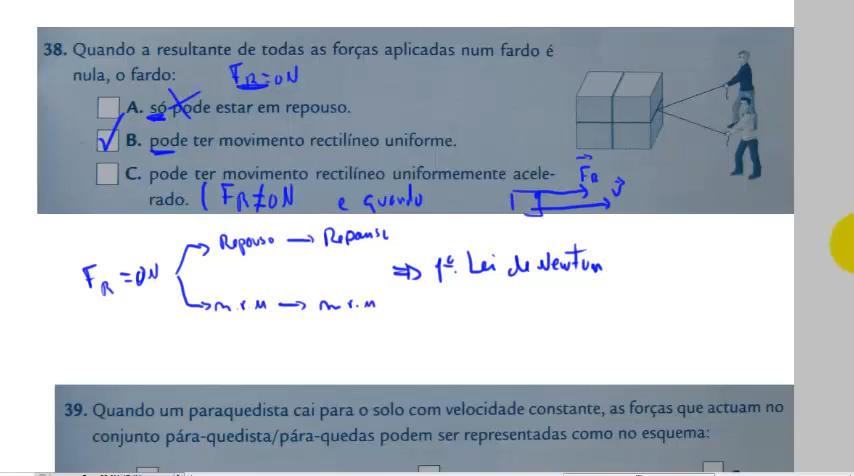 38. Quando a resultante de todas as forças aplicadas num fardo é
nula, o fardo: FR=0N
A. só pode estar em repouso.
B. pode ter movimento rectilíneo uniforme.
C. pode ter movimento rectilíneo uniformemente acele-
rado. (FR≠0N e quando
FR v
Repouso → Repouso
FR=0N ⇒ 1ª. Lei de Newton
m.r.u → m.r.u
39. Quando um paraquedista cai para o solo com velocidade constante, as forças que actuam no
conjunto pára-quedista/pára-quedas podem ser representadas como no esquema: